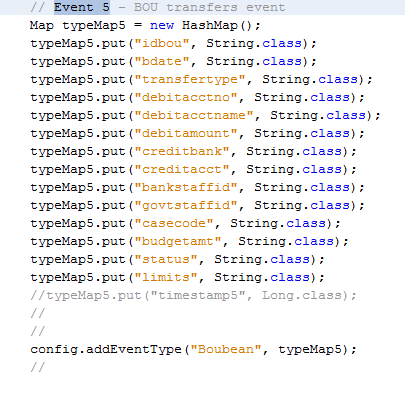 // Event 5 - BOU transfers event
Map typeMap5 = new HashMap();
typeMap5.put("idbou", String.class);
typeMap5.put("bdate", String.class);
typeMap5.put("transfertype", String.class);
typeMap5.put("debitacctno", String.class);
typeMap5.put("debitacctname", String.class);
typeMap5.put("debitamount", String.class);
typeMap5.put("creditbank", String.class);
typeMap5.put("creditacct", String.class);
typeMap5.put("bankstaffid", String.class);
typeMap5.put("govtstaffid", String.class);
typeMap5.put("casecode", String.class);
typeMap5.put("budgetamt", String.class);
typeMap5.put("status", String.class);
typeMap5.put("limits", String.class);
//typeMap5.put("timestamp5", Long.class);
//
//
config.addEventType("Boubean", typeMap5);
//